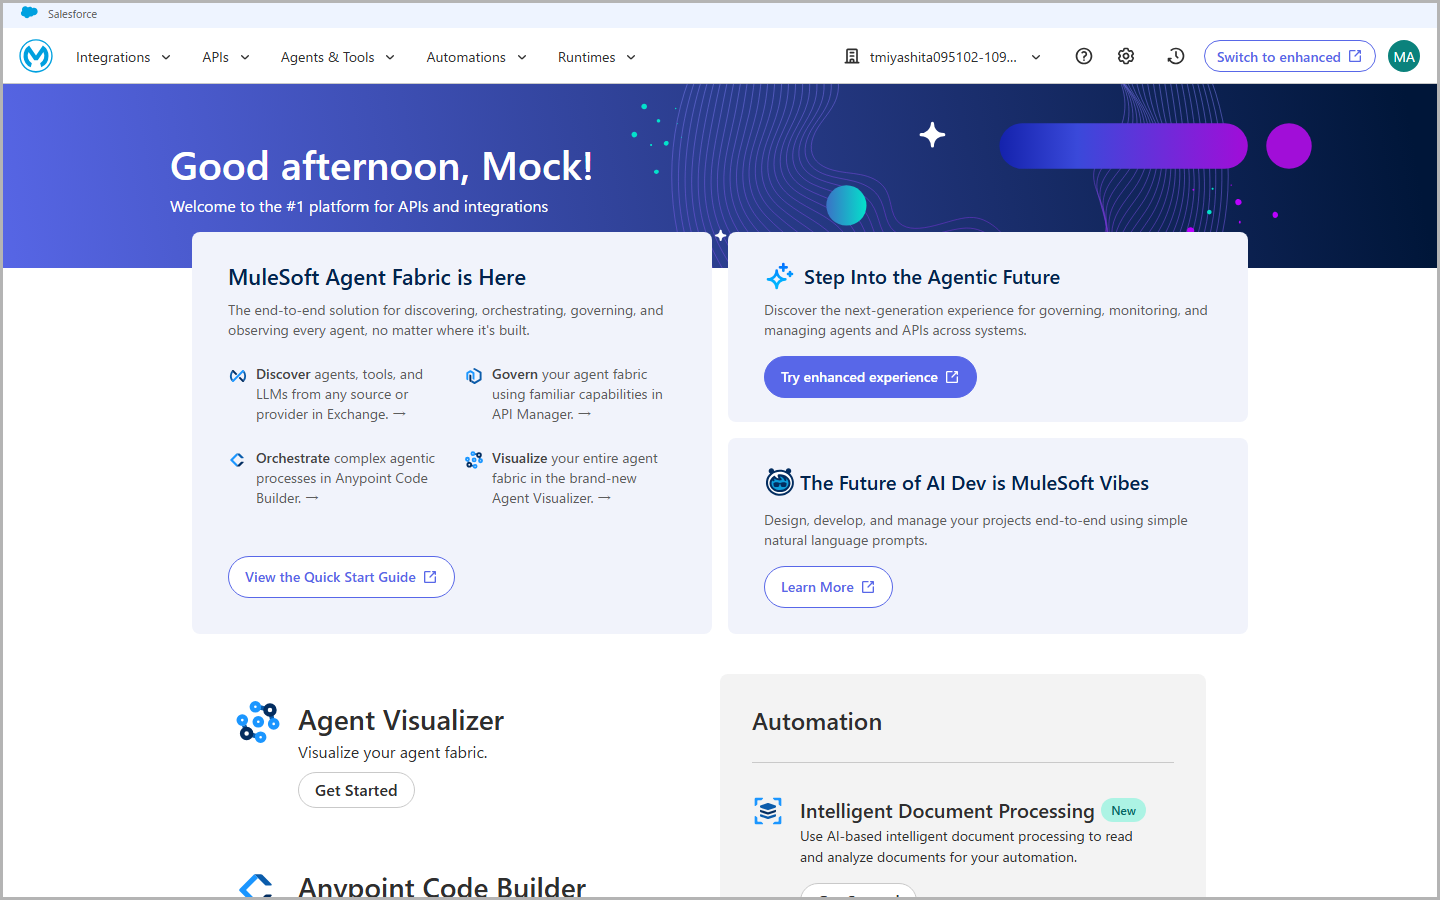 Salesforce
Integrations
APIs
Agents & Tools
Automations
Runtimes
tmiyashita095102-109...
Switch to enhanced
MA
Good afternoon, Mock!
Welcome to the #1 platform for APIs and integrations
MuleSoft Agent Fabric is Here
The end-to-end solution for discovering, orchestrating, governing, and
observing every agent, no matter where it's built.
Discover agents, tools, and
LLMs from any source or
provider in Exchange. →
Govern your agent fabric
using familiar capabilities in
API Manager. →
Orchestrate complex agentic
processes in Anypoint Code
Builder. →
Visualize your entire agent
fabric in the brand-new
Agent Visualizer. →
View the Quick Start Guide
Step Into the Agentic Future
Discover the next-generation experience for governing, monitoring, and
managing agents and APIs across systems.
Try enhanced experience
The Future of AI Dev is MuleSoft Vibes
Design, develop, and manage your projects end-to-end using simple
natural language prompts.
Learn More
Agent Visualizer
Visualize your agent fabric.
Get Started
Anypoint Code Builder
Automation
Intelligent Document Processing
New
Use AI-based intelligent document processing to read
and analyze documents for your automation.